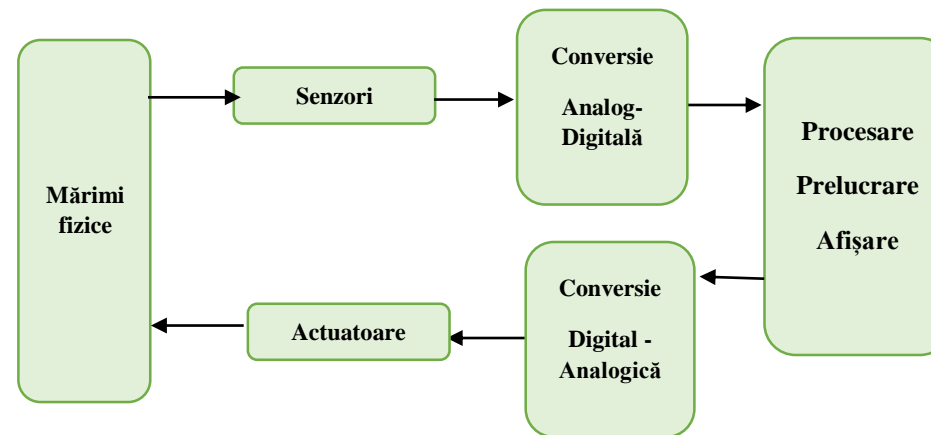 Mărimi
fizice
Senzori
Conversie
Analog-
Digitală
Procesare
Prelucrare
Afișare
Conversie
Digital -
Analogică
Actuatoare